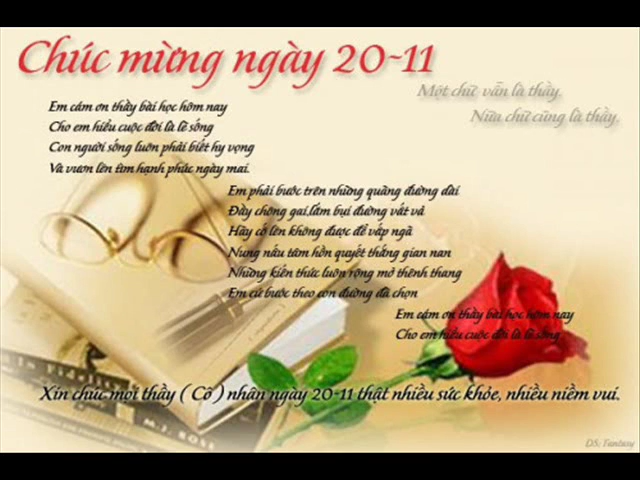 Chúc mừng ngày 20-11
Một chữ vẫn là thầy.
Nửa chữ cũng là thầy.
Em cám ơn thầy bài học hôm nay
Cho em hiểu cuộc đời là lẽ sống
Con người sống luôn phải biết hy vọng
Và vươn lên tìm hạnh phúc ngày mai.
Em phải bước trên những quãng đường dài
Đầy chông gai,lấm bụi đường vất vả
Hãy cố lên không được để vấp ngã
Nung nấu tâm hồn quyết thắng gian nan
Những kiến thức luôn rộng mở thênh thang
Em cứ bước theo con đường đã chọn
Em cám ơn thầy bài học hôm nay
Cho em hiểu cuộc đời là lẽ sống
Xin chúc mọi thầy ( Cô ) nhân ngày 20-11 thật nhiều sức khỏe, nhiều niềm vui.
M.J. ROSE
DS: Fantasy